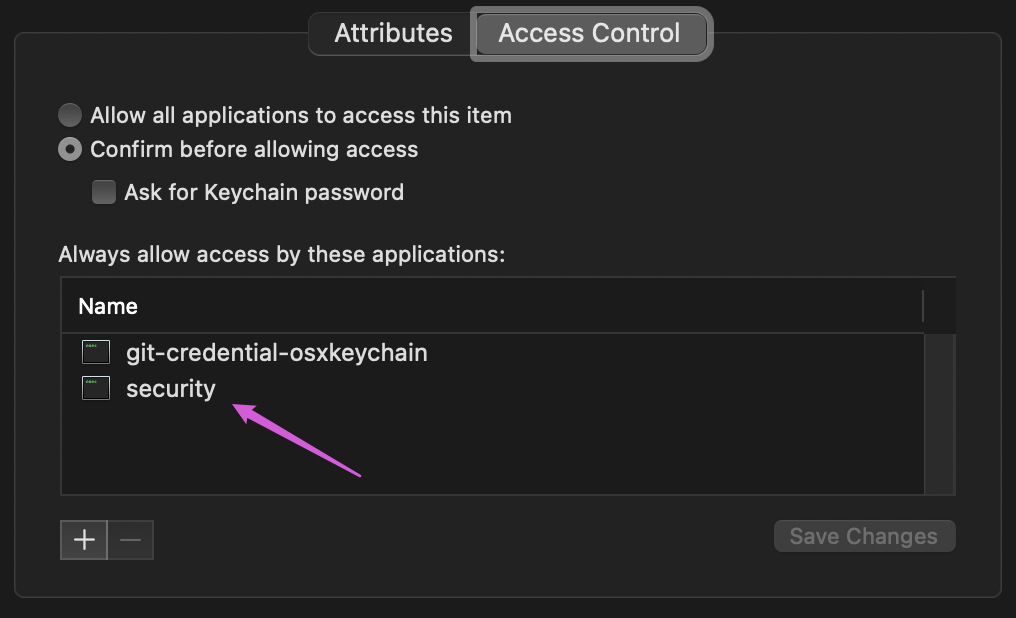 Attributes Access Control
Allow all applications to access this item
Confirm before allowing access
Ask for Keychain password
Always allow access by these applications:
Name
git-credential-osxkeychain
security
Save Changes